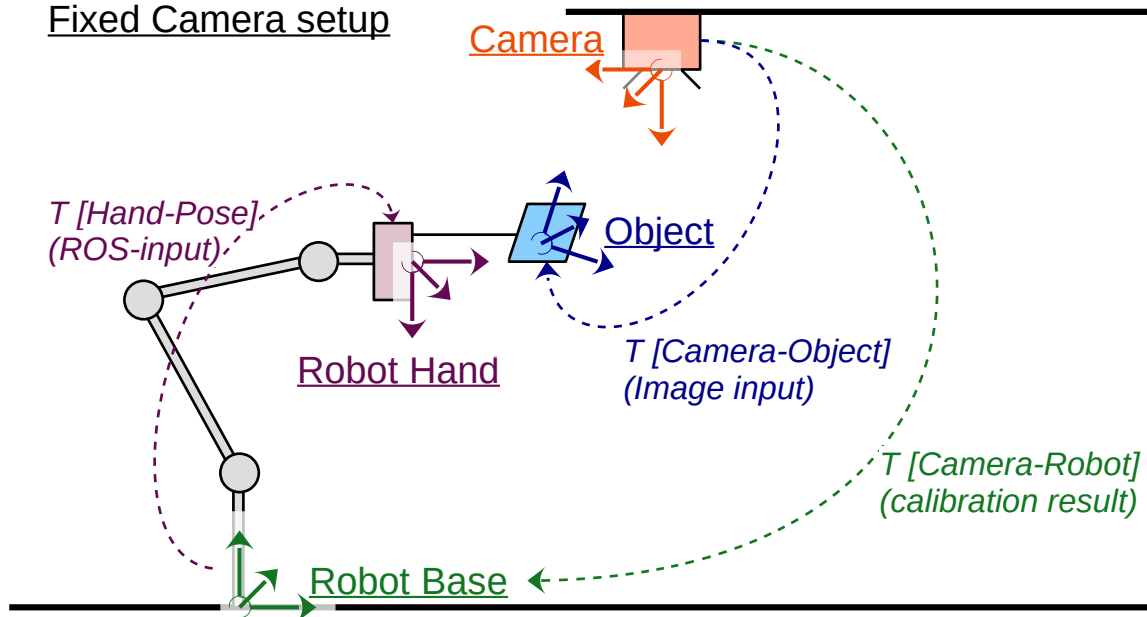 Fixed Camera setup
Camera
T [Hand-Pose]
(ROS-input)
Object
Robot Hand
T [Camera-Object]
(Image input)
T [Camera-Robot]
(calibration result)
Robot Base